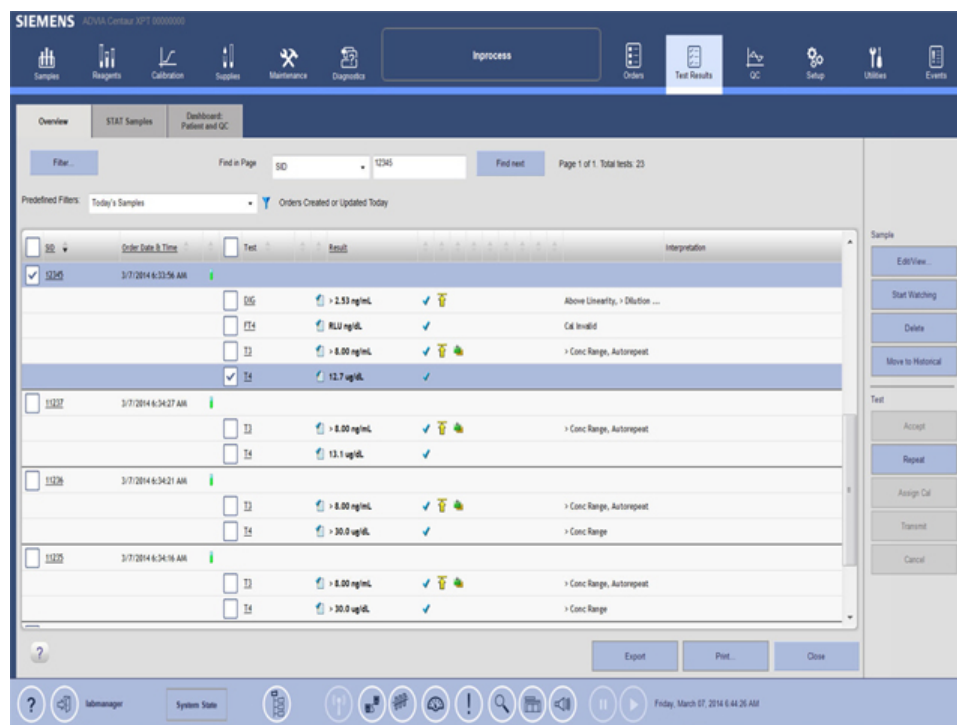 SIEMENS ADVIA Centaur XPT 00000000
Samples Reagents Calibration Supplies Maintenance Diagnostics Inprocess Orders Test Results QC Setup Utilities Events
Overview STAT Samples Dashboard: Patient and QC
Filter... Find in Page SID 12345 Find next Page 1 of 1. Total tests: 23
Predefined Filters: Today's Samples Orders Created or Updated Today
SID Order Date & Time Test Result Interpretation
12345 3/7/2014 6:33:56 AM
DIG > 2.53 ng/mL Above Linearity, > Dilution ....
FT4 RLU ng/dL Cal Invalid
T3 > 8.00 ng/mL > Conc Range, Autorepeat
T4 12.7 ug/dL
11237 3/7/2014 6:34:27 AM
T3 > 8.00 ng/mL > Conc Range, Autorepeat
T4 13.1 ug/dL
11236 3/7/2014 6:34:21 AM
T3 > 8.00 ng/mL > Conc Range, Autorepeat
T4 > 30.0 ug/dL > Conc Range
11235 3/7/2014 6:34:16 AM
T3 > 8.00 ng/mL > Conc Range, Autorepeat
T4 > 30.0 ug/dL > Conc Range
Sample
Edit/View...
Start Watching
Delete
Move to Historical
Test
Accept
Repeat
Assign Cal
Transmit
Cancel
? Export Print... Close
? labmanager System State ! Friday, March 07, 2014 6:44:26 AM